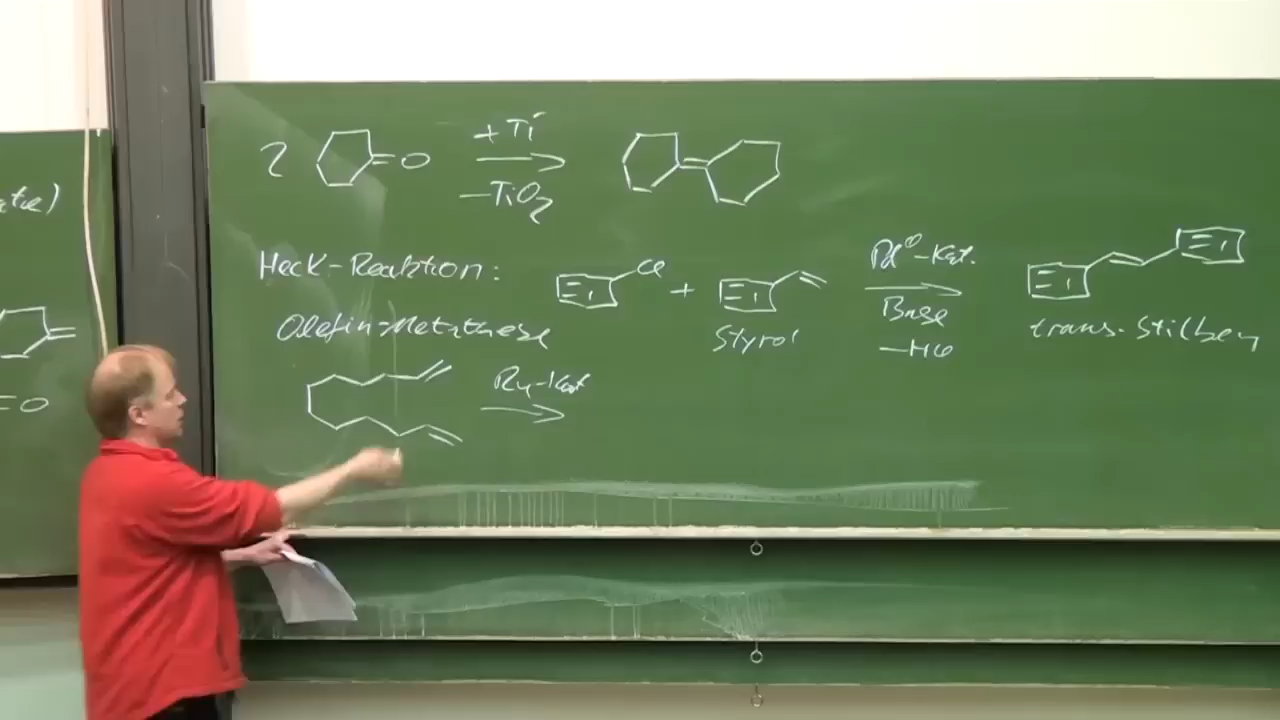 2 =O +Ti
-TiO2
Heck-Reaktion: Cl + Pd0-Kat.
Base
-HCl
Styrol trans-Stilben
Olefin-Metathese
Ru-Kat
=O